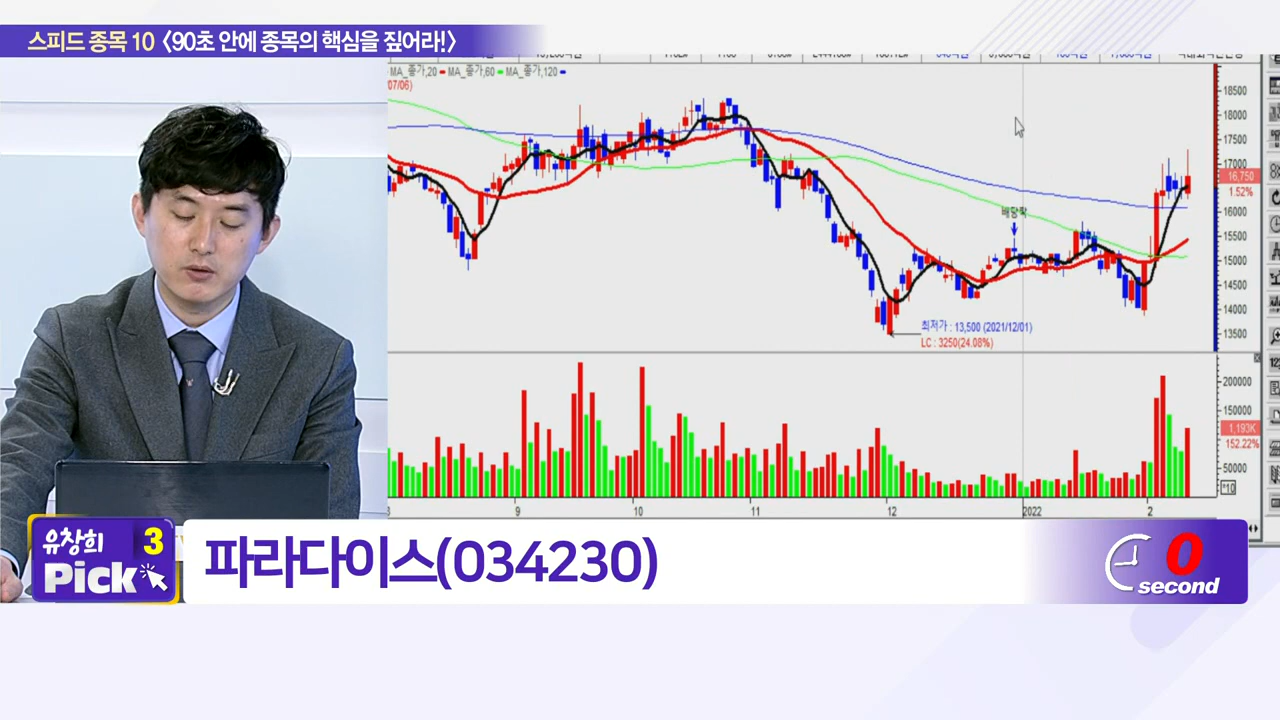 스피드 종목 10 〈90초 안에 종목의 핵심을 짚어라!〉
MA_종가,20 MA_종가,60 MA_종가,120
07/06)
18500
18000
17500
17000
16,750
1.52%
16000
15500
15000
14500
14000
13500
배당락
최저가 : 13,500 (2021/12/01)
LC : 3250(24.08%)
200000
150000
1,193K
152.22%
50000
*10
9 10 11 12 2022 2
유창희 3
Pick
파라다이스(034230)
0
second